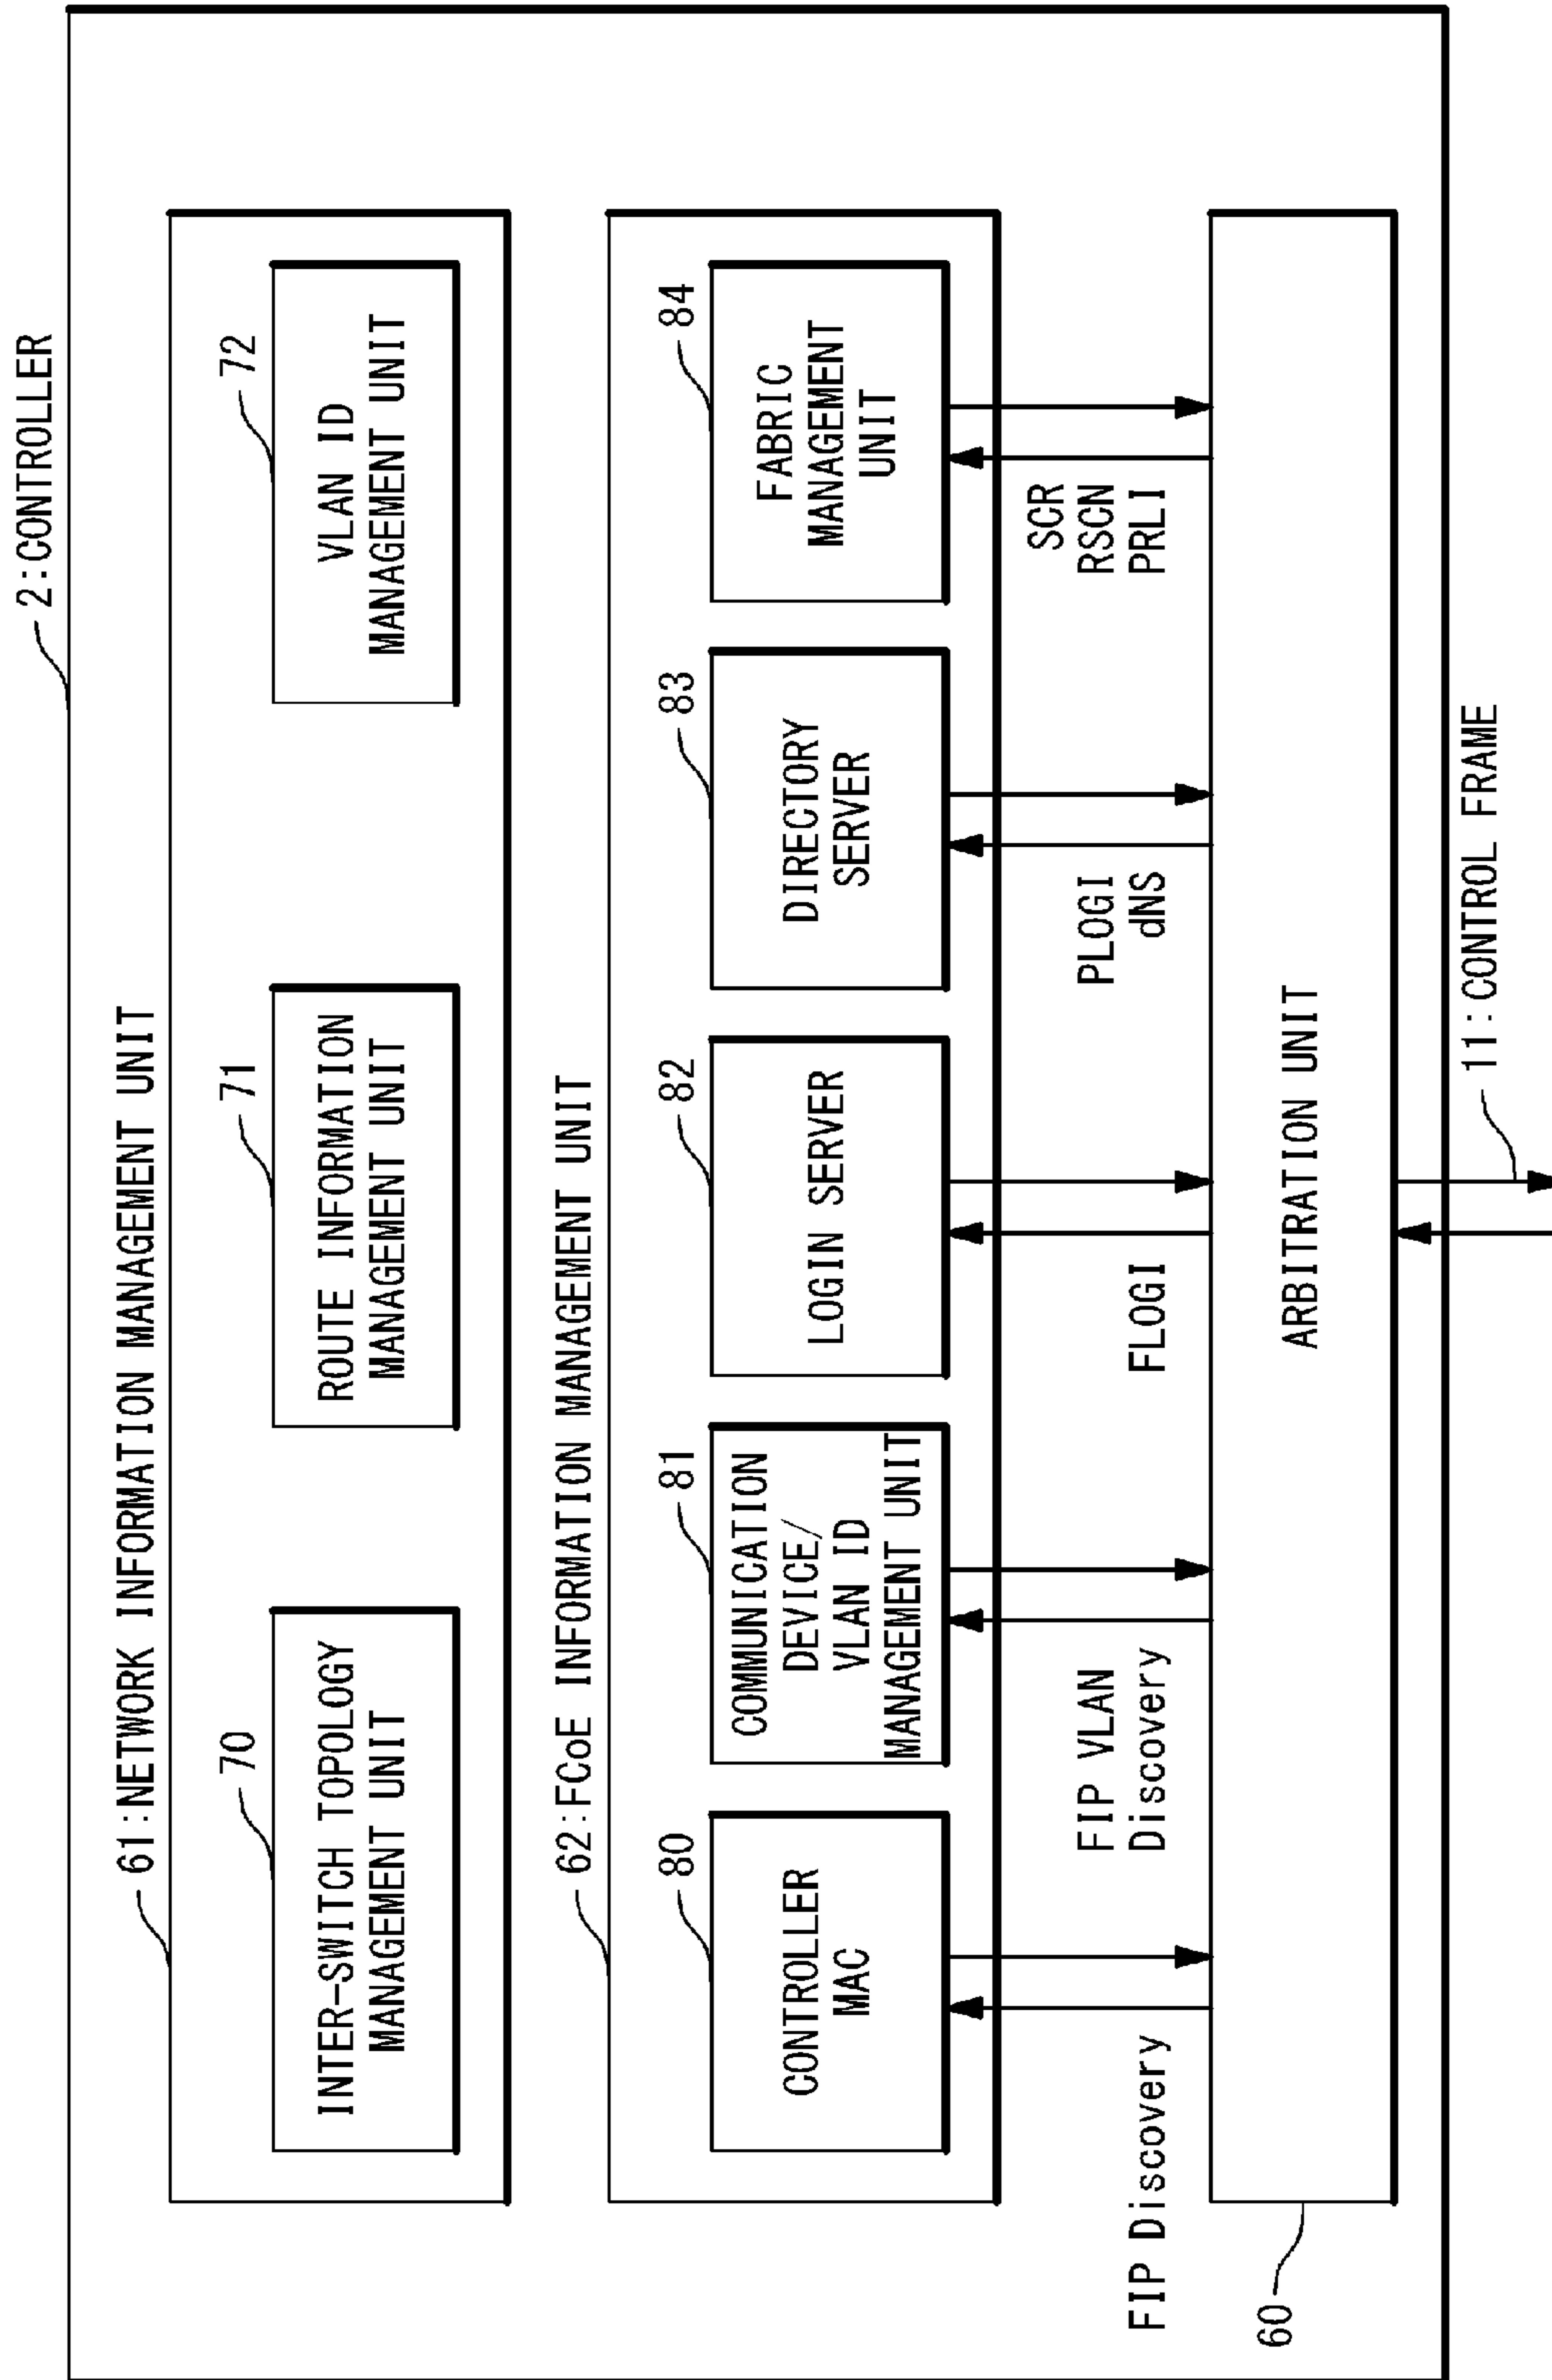 2:CONTROLLER
61:NETWORK INFORMATION MANAGEMENT UNIT
70
INTER-SWITCH TOPOLOGY
MANAGEMENT UNIT
71
ROUTE INFORMATION
MANAGEMENT UNIT
72
VLAN ID
MANAGEMENT UNIT
62:FCoE INFORMATION MANAGEMENT UNIT
80
CONTROLLER
MAC
81
COMMUNICATION
DEVICE/
VLAN ID
MANAGEMENT UNIT
82
LOGIN SERVER
83
DIRECTORY
SERVER
84
FABRIC
MANAGEMENT
UNIT
FIP Discovery
FIP VLAN
Discovery
FLOGI
PLOGI
dNS
SCR
RSCN
PRLI
60
ARBITRATION UNIT
11:CONTROL FRAME